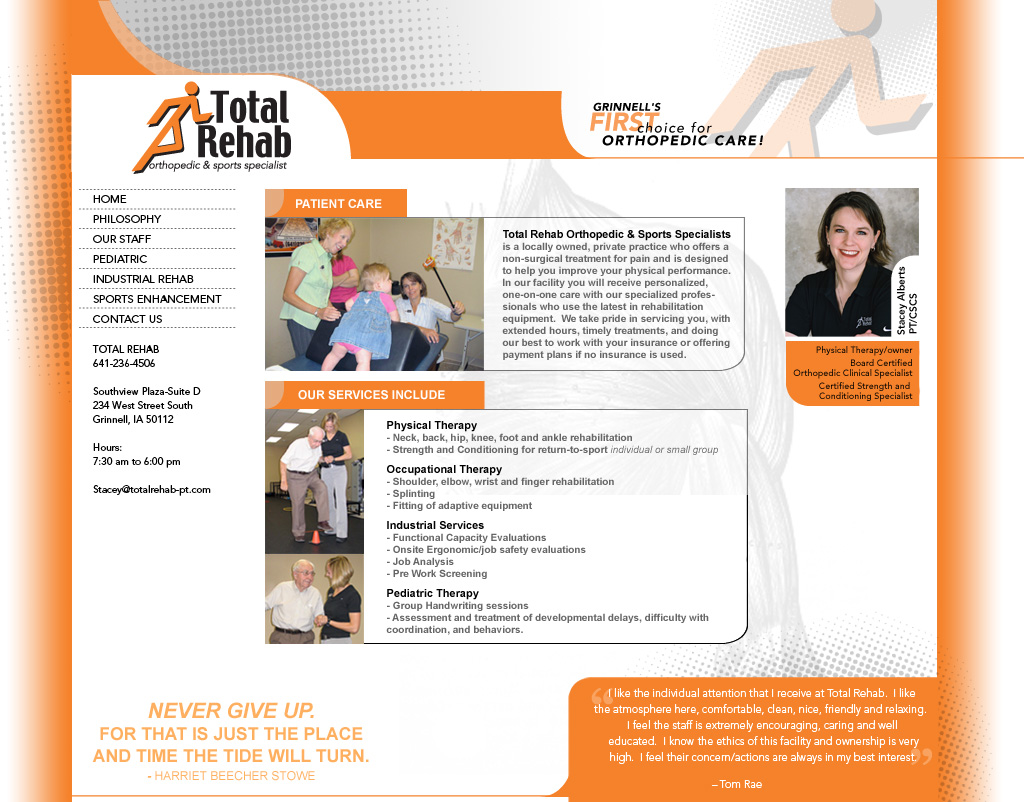 Total
Rehab
orthopedic & sports specialist
GRINNELL'S
FIRST choice for
ORTHOPEDIC CARE!
HOME
PHILOSOPHY
OUR STAFF
PEDIATRIC
INDUSTRIAL REHAB
SPORTS ENHANCEMENT
CONTACT US
TOTAL REHAB
641-236-4506
Southview Plaza-Suite D
234 West Street South
Grinnell, IA 50112
Hours:
7:30 am to 6:00 pm
Stacey@totalrehab-pt.com
PATIENT CARE
Total Rehab Orthopedic & Sports Specialists
is a locally owned, private practice who offers a
non-surgical treatment for pain and is designed
to help you improve your physical performance.
In our facility you will receive personalized,
one-on-one care with our specialized profes-
sionals who use the latest in rehabilitation
equipment.  We take pride in servicing you, with
extended hours, timely treatments, and doing
our best to work with your insurance or offering
payment plans if no insurance is used.
OUR SERVICES INCLUDE
Physical Therapy
- Neck, back, hip, knee, foot and ankle rehabilitation
- Strength and Conditioning for return-to-sport individual or small group
Occupational Therapy
- Shoulder, elbow, wrist and finger rehabilitation
- Splinting
- Fitting of adaptive equipment
Industrial Services
- Functional Capacity Evaluations
- Onsite Ergonomic/job safety evaluations
- Job Analysis
- Pre Work Screening
Pediatric Therapy
- Group Handwriting sessions
- Assessment and treatment of developmental delays, difficulty with
coordination, and behaviors.
Stacey Alberts
PT/CSCS
Physical Therapy/owner
Board Certified
Orthopedic Clinical Specialist
Certified Strength and
Conditioning Specialist
NEVER GIVE UP.
FOR THAT IS JUST THE PLACE
AND TIME THE TIDE WILL TURN.
- HARRIET BEECHER STOWE
“I like the individual attention that I receive at Total Rehab.  I like
the atmosphere here, comfortable, clean, nice, friendly and relaxing.
I feel the staff is extremely encouraging, caring and well
educated.  I know the ethics of this facility and ownership is very
high.  I feel their concern/actions are always in my best interest.”
– Tom Rae